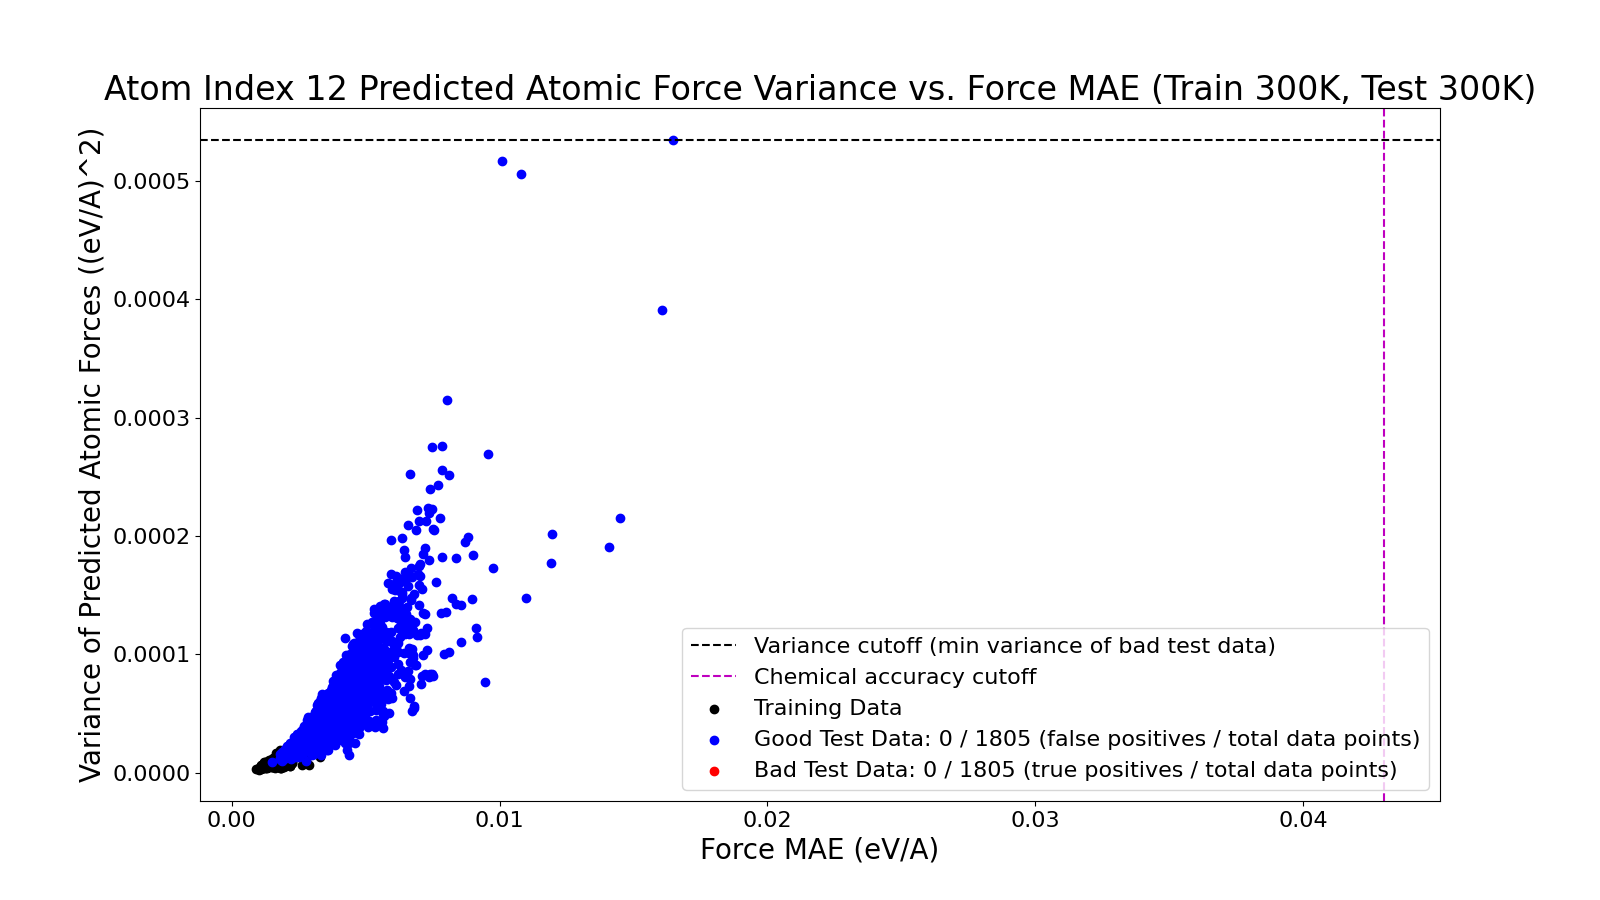 Atom Index 12 Predicted Atomic Force Variance vs. Force MAE (Train 300K, Test 300K)
Variance of Predicted Atomic Forces ((eV/A)^2)
0.0005
0.0004
0.0003
0.0002
0.0001
0.0000
Variance cutoff (min variance of bad test data)
Chemical accuracy cutoff
Training Data
Good Test Data: 0 / 1805 (false positives / total data points)
Bad Test Data: 0 / 1805 (true positives / total data points)
0.00 0.01 0.02 0.03 0.04
Force MAE (eV/A)